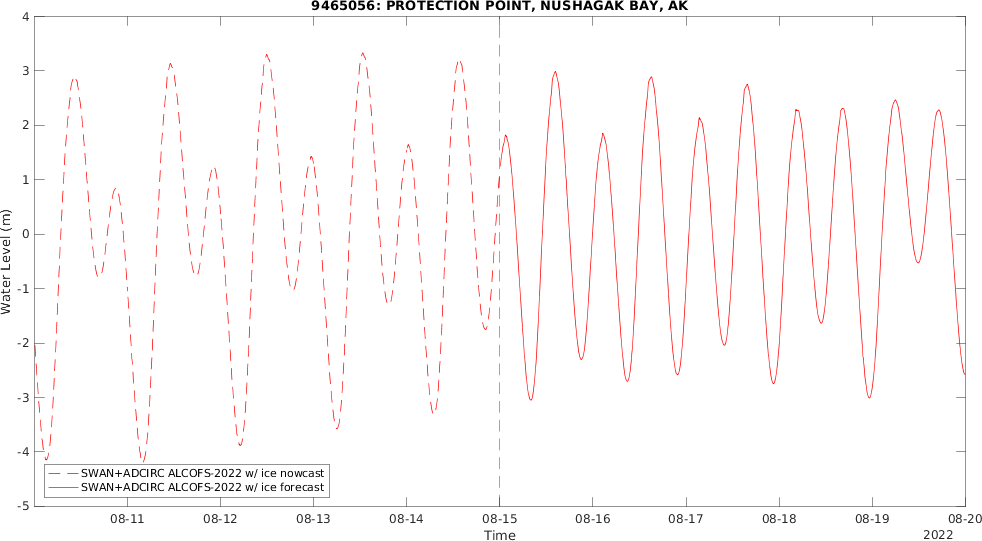 9465056: PROTECTION POINT, NUSHAGAK BAY, AK
4
3
2
1
0
-1
-2
-3
-4
-5
Water Level (m)
SWAN+ADCIRC ALCOFS-2022 w/ ice nowcast
SWAN+ADCIRC ALCOFS-2022 w/ ice forecast
08-11 08-12 08-13 08-14 08-15 08-16 08-17 08-18 08-19 08-20
Time
2022